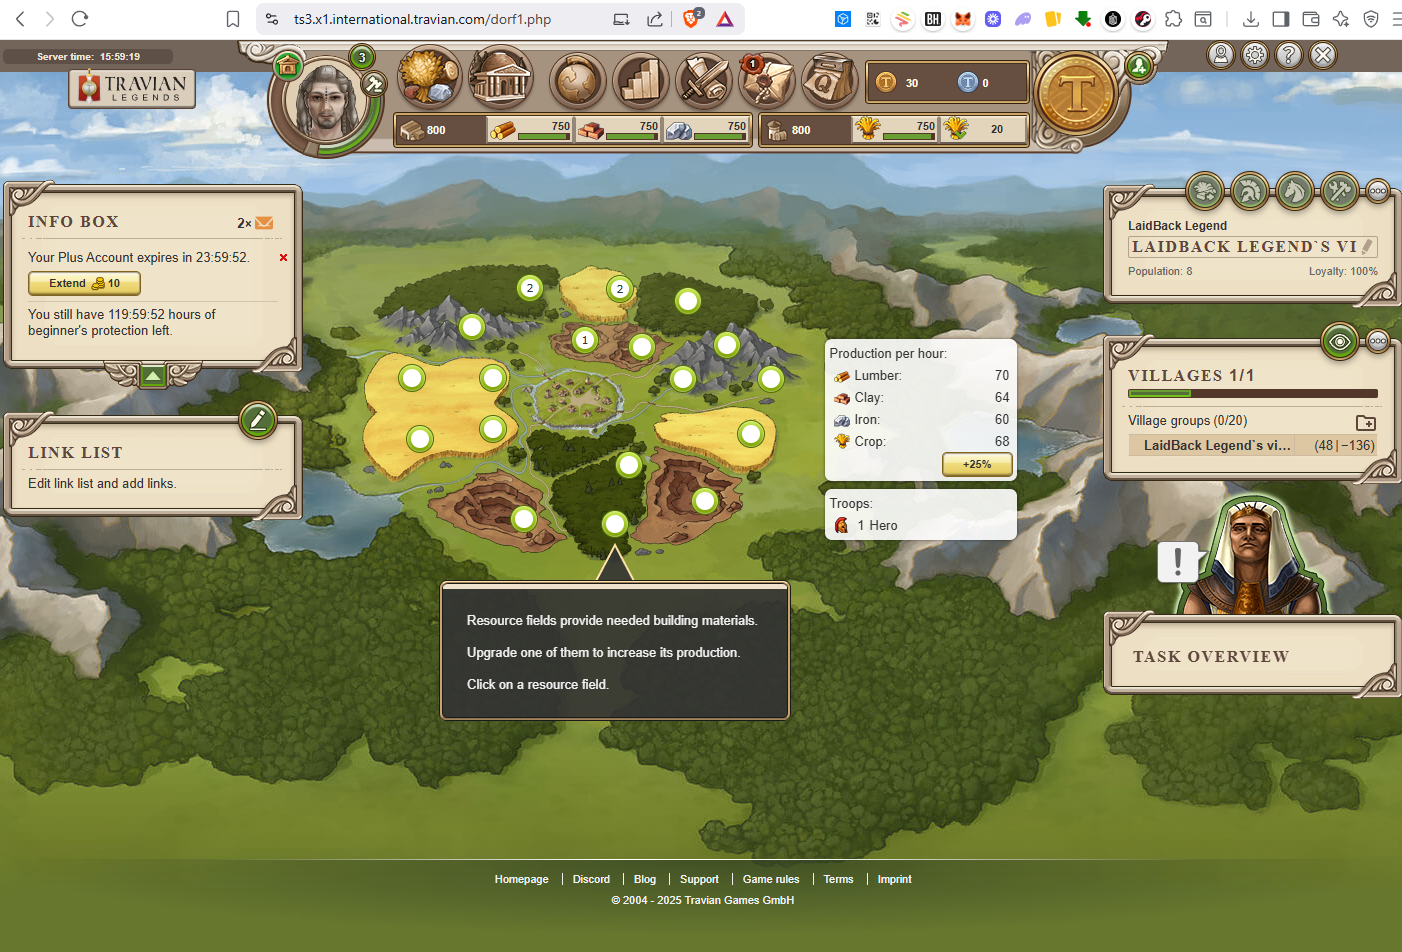 ts3.x1.international.travian.com/dorf1.php
2
BH
Server time: 15:59:19
TRAVIAN
LEGENDS
3
1
Q
30
0
T
800
750
750
750
800
750
20
INFO BOX
2×
Your Plus Account expires in 23:59:52.
Extend 10
You still have 119:59:52 hours of
beginner's protection left.
LINK LIST
Edit link list and add links.
2
2
1
Production per hour:
Lumber: 70
Clay: 64
Iron: 60
Crop: 68
+25%
Troops:
1 Hero
Resource fields provide needed building materials.
Upgrade one of them to increase its production.
Click on a resource field.
LaidBack Legend
LAIDBACK LEGEND`S VI
Population: 8
Loyalty: 100%
VILLAGES 1/1
Village groups (0/20)
LaidBack Legend`s vi... (48|−136)
!
TASK OVERVIEW
Homepage | Discord | Blog | Support | Game rules | Terms | Imprint
© 2004 - 2025 Travian Games GmbH